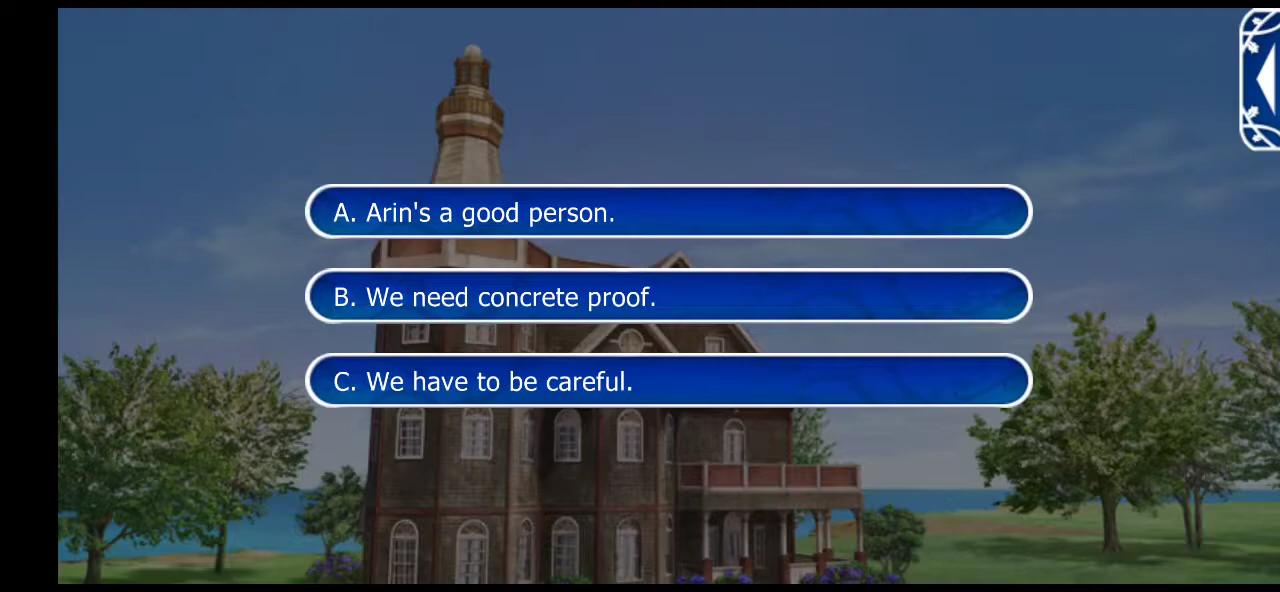 A. Arin's a good person.
B. We need concrete proof.
C. We have to be careful.